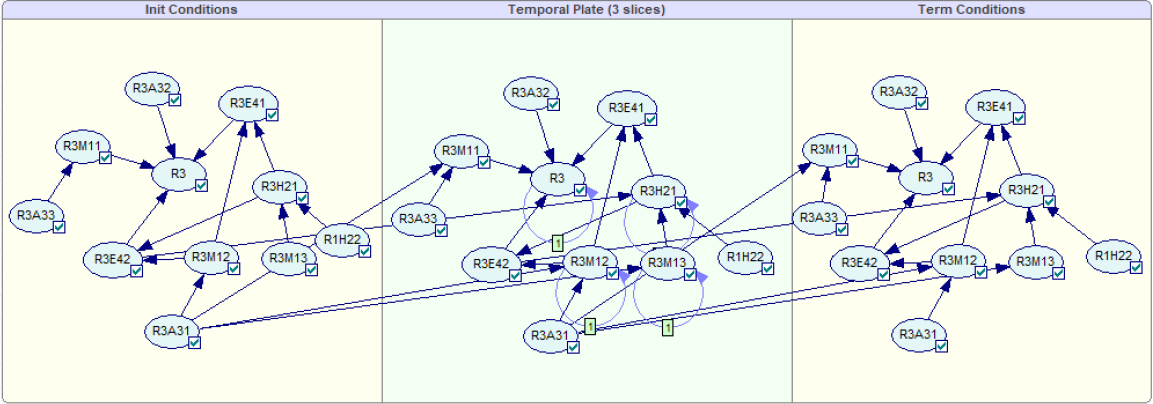 Init Conditions
Temporal Plate (3 slices)
Term Conditions
R3A32
R3E41
R3M11
R3
R3H21
R3A33
R1H22
R3E42
R3M12
R3M13
R3A31
R3A32
R3E41
R3M11
R3
R3H21
R3A33
1
R3E42
R3M12
R3M13
R1H22
1
1
R3A31
R3A32
R3E41
R3M11
R3
R3H21
R3A33
R3E42
R3M12
R3M13
R1H22
R3A31